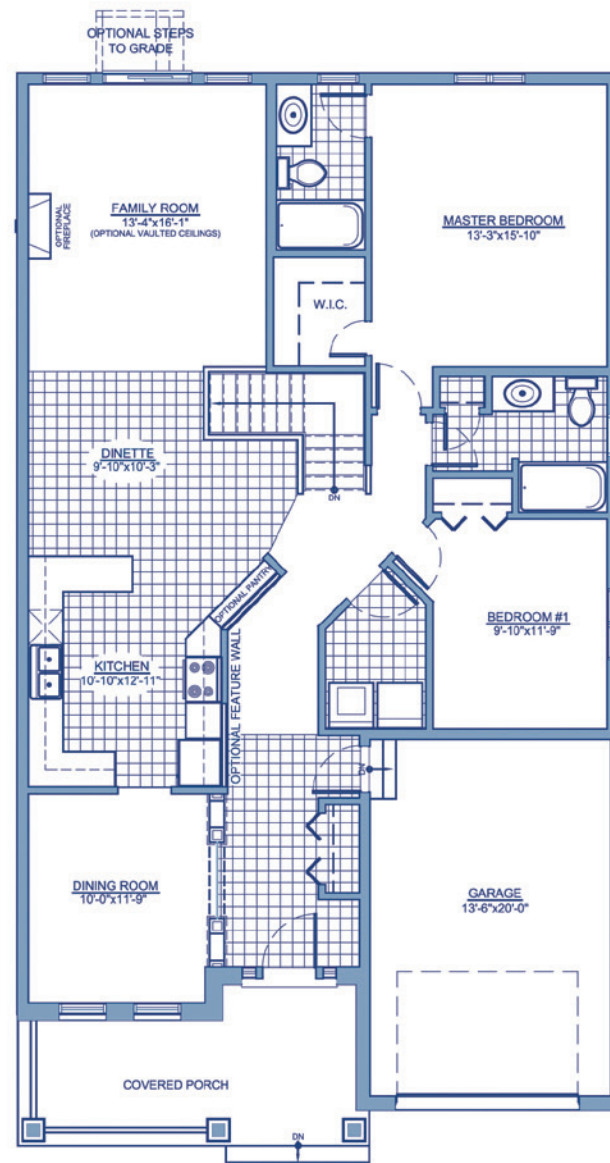 OPTIONAL STEPS
TO GRADE
FAMILY ROOM
13'-4"x16'-1"
(OPTIONAL VAULTED CEILINGS)
OPTIONAL
FIREPLACE
MASTER BEDROOM
13'-3"x15'-10"
W.I.C.
DINETTE
9'-10"x10'-3"
DN
OPTIONAL PANTRY
BEDROOM #1
9'-10"x11'-9"
KITCHEN
10'-10"x12'-11"
OPTIONAL FEATURE WALL
DN
DINING ROOM
10'-0"x11'-9"
GARAGE
13'-6"x20'-0"
COVERED PORCH
DN